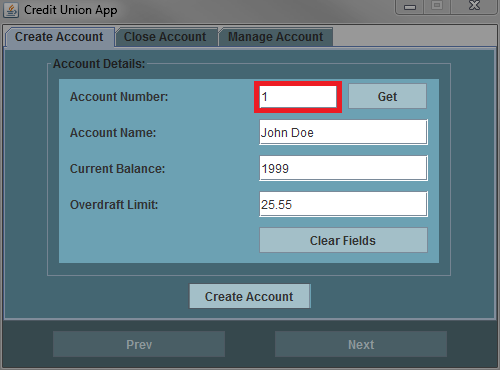 Credit Union App
Create Account Close Account Manage Account
Account Details:
Account Number: 1 Get
Account Name: John Doe
Current Balance: 1999
Overdraft Limit: 25.55
Clear Fields
Create Account
Prev Next